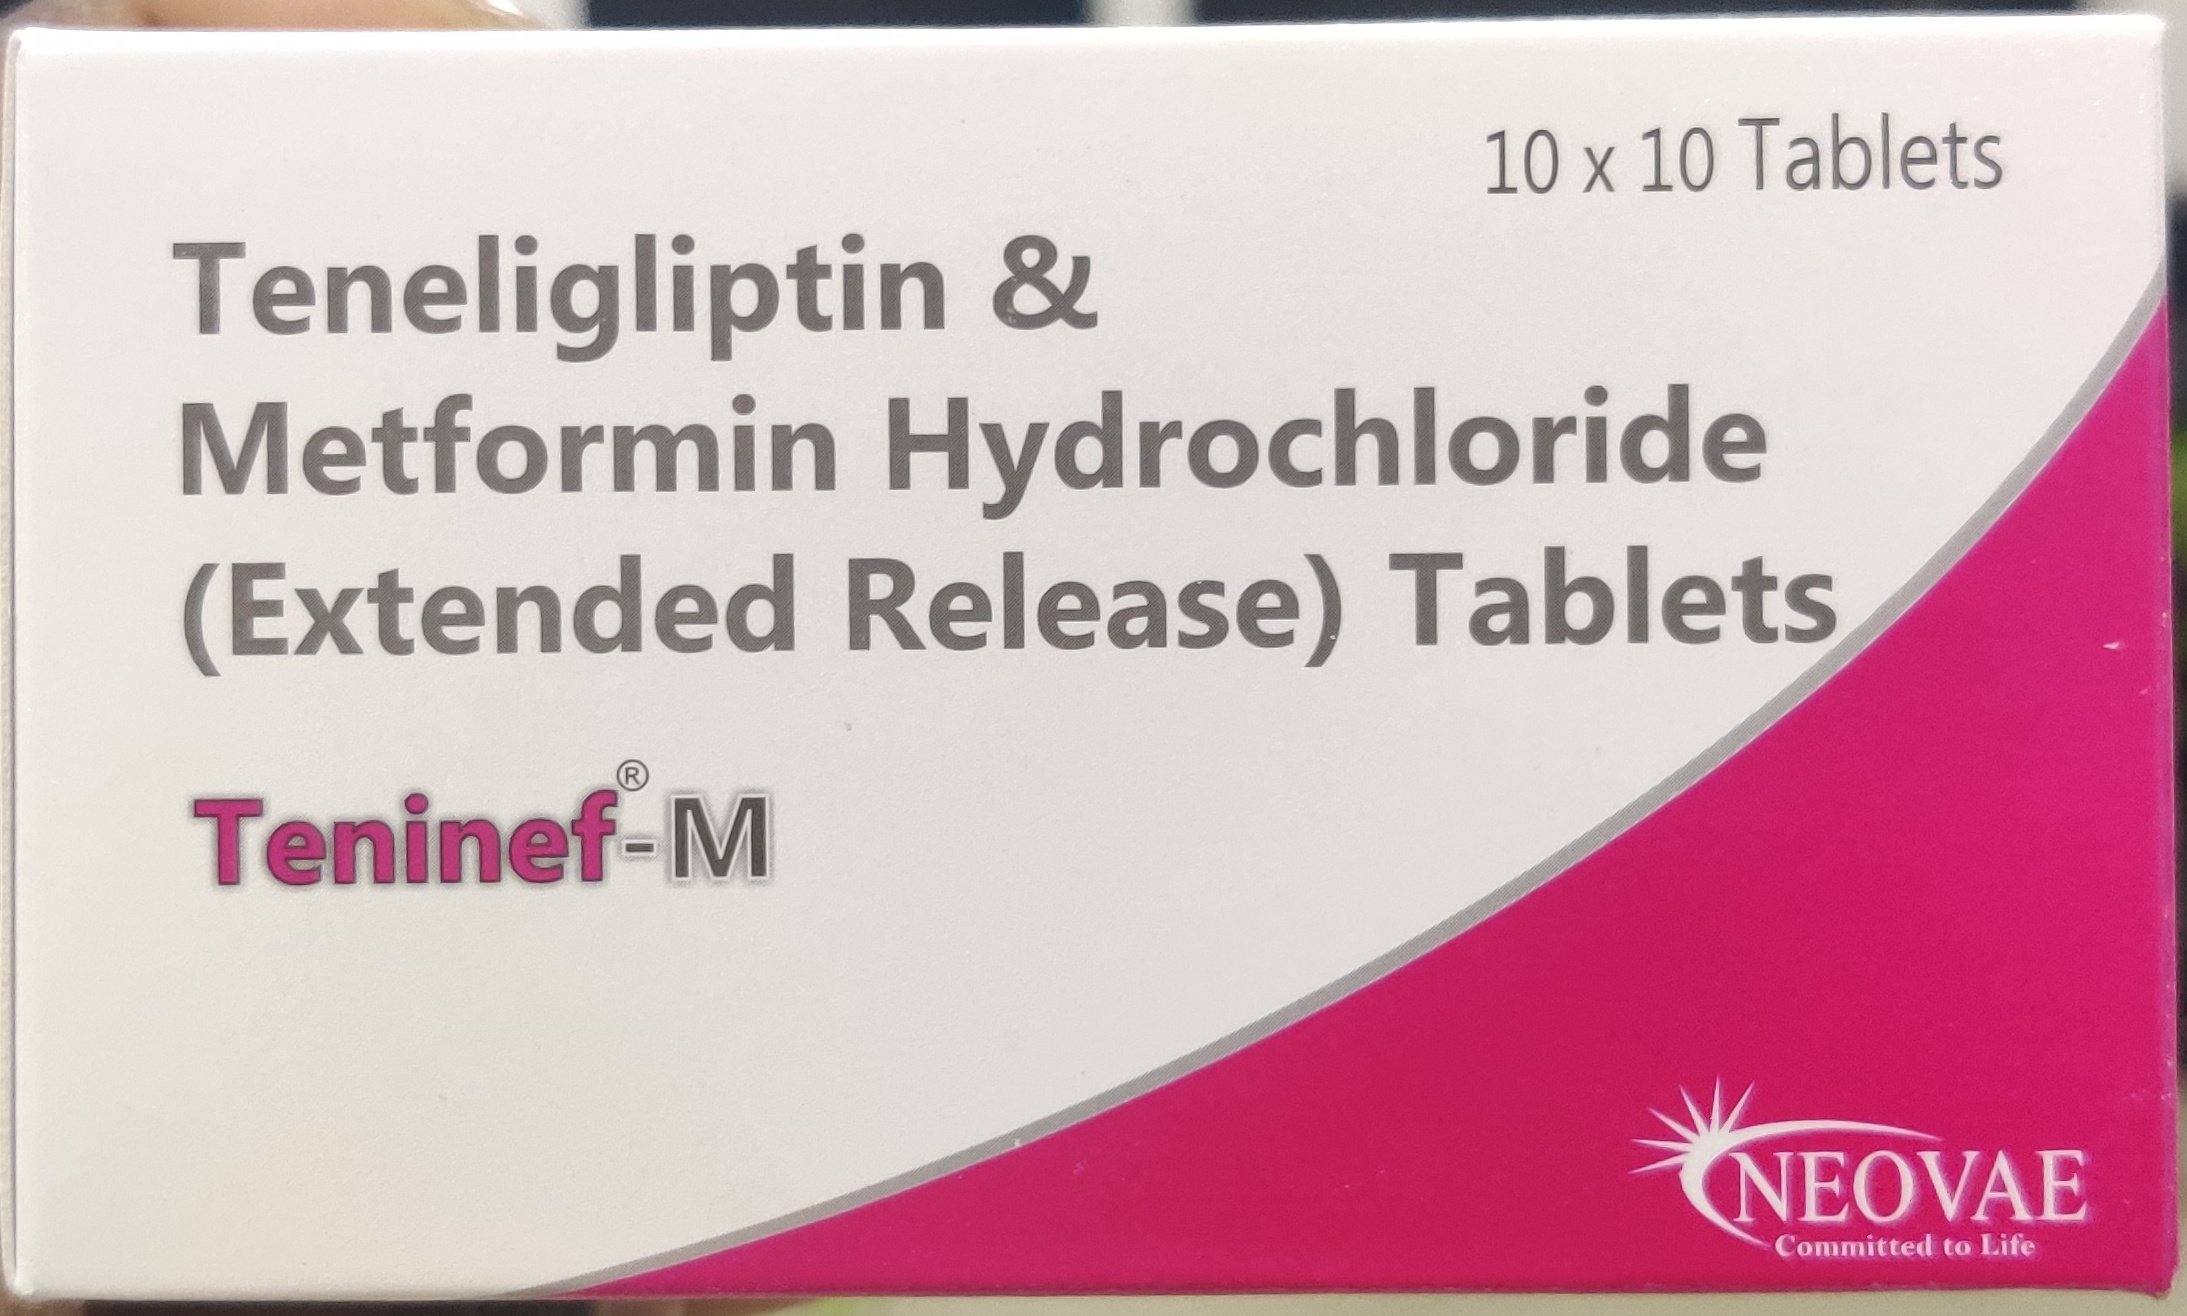 10 x 10 Tablets
Teneligliptin &
Metformin Hydrochloride
(Extended Release) Tablets
Teninef®-M
NEOVAE
Committed to Life